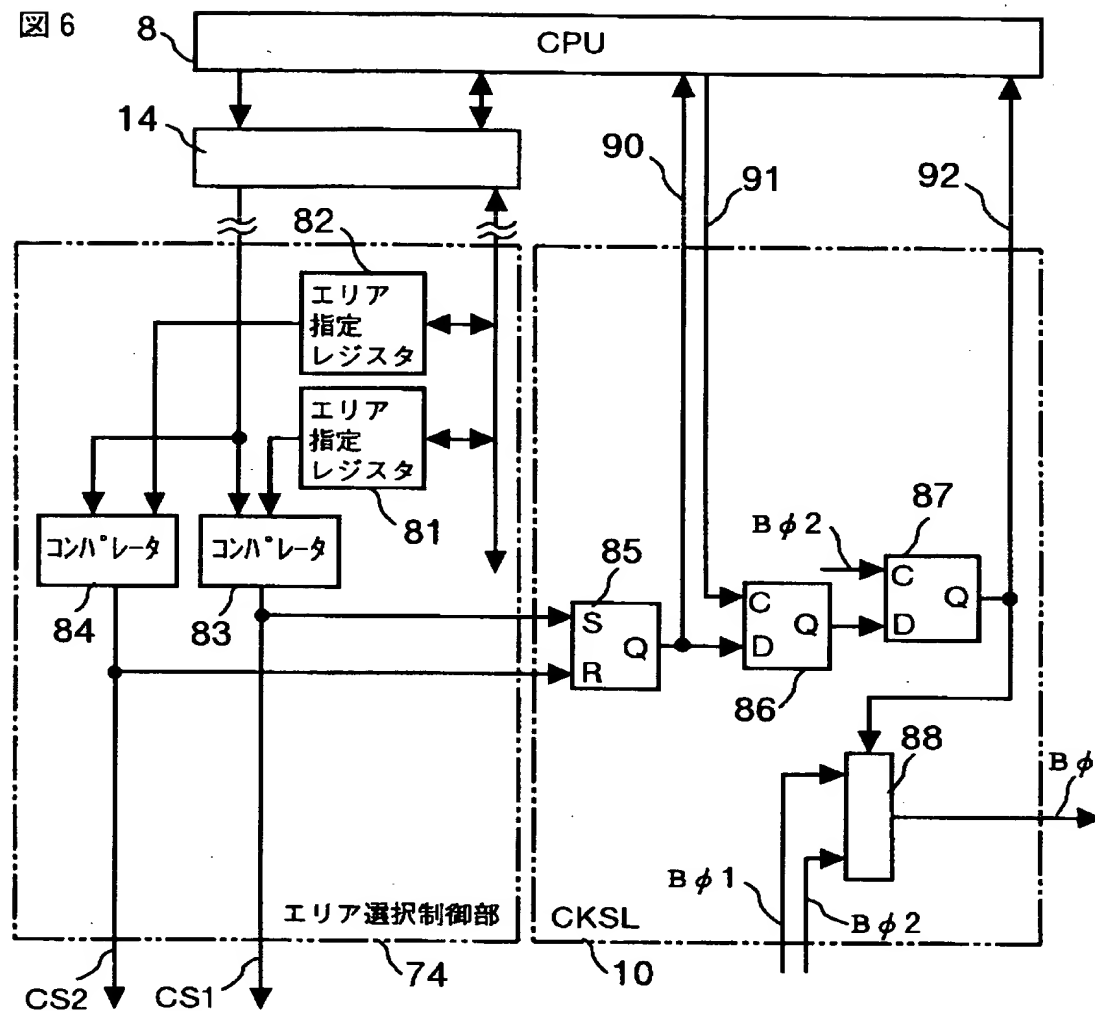 図 6
8
CPU
14
90
91
92
82
エリア
指定
レジスタ
エリア
指定
レジスタ
81
コンパレータ
コンパレータ
84
83
85
S
Q
R
C
Q
D
86
Bφ2
87
C
Q
D
88
Bφ
Bφ1
Bφ2
エリア選択制御部
CKSL
74
10
CS2
CS1